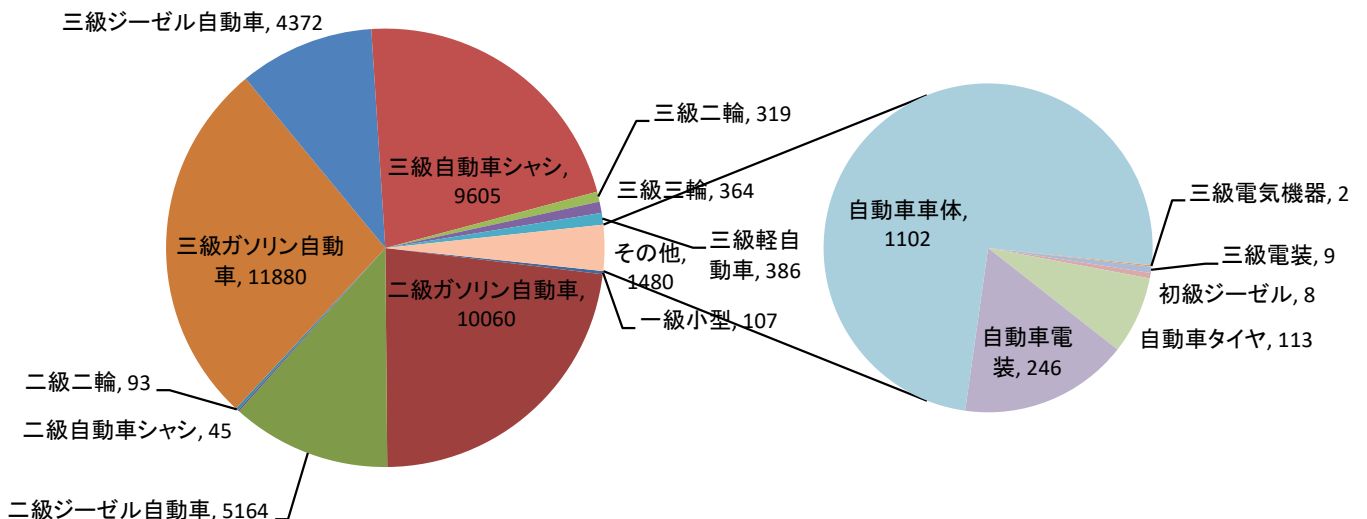 三級ジーゼル自動車, 4372
三級自動車シャシ,
9605
三級二輪, 319
三級三輪, 364
三級軽自
動車, 386
その他,
1480
一級小型, 107
二級ガソリン自動車,
10060
三級ガソリン自動
車, 11880
二級二輪, 93
二級自動車シャシ, 45
二級ジーゼル自動車, 5164
自動車車体,
1102
三級電気機器, 2
三級電装, 9
初級ジーゼル, 8
自動車タイヤ, 113
自動車電
装, 246